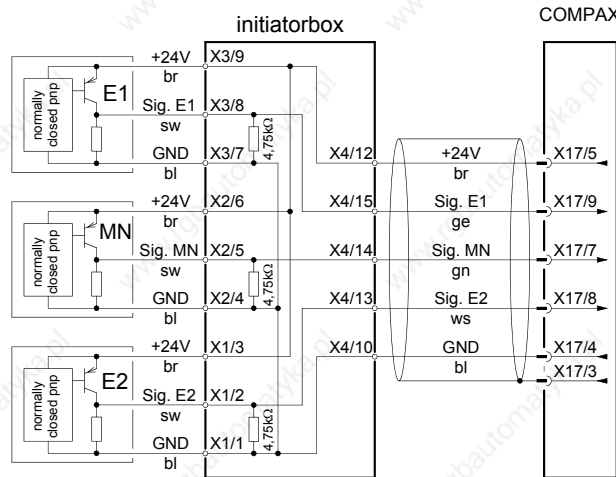 initiatorbox
COMPAX
+24V
br
X3/9
E1
normally
closed pnp
Sig. E1
sw
X3/8
4,75kΩ
GND
bl
X3/7
X4/12
+24V
br
X17/5
+24V
br
X2/6
X4/15
Sig. E1
ge
X17/9
MN
normally
closed pnp
Sig. MN
sw
X2/5
4,75kΩ
X4/14
Sig. MN
gn
X17/7
GND
bl
X2/4
X4/13
Sig. E2
ws
X17/8
+24V
br
X1/3
X4/10
GND
bl
X17/4
X17/3
E2
normally
closed pnp
Sig. E2
sw
X1/2
4,75kΩ
GND
bl
X1/1
www.rgbautomatyka.pl